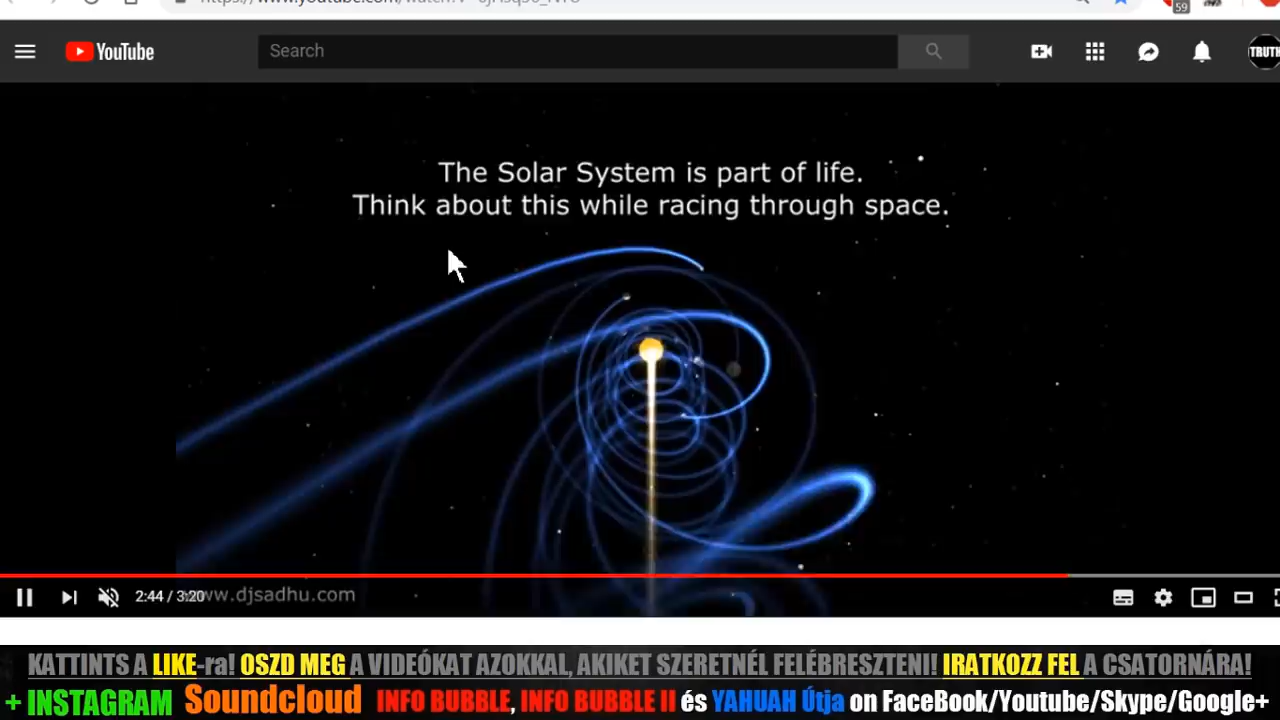 59
YouTube
Search
TRUTH
The Solar System is part of life.
Think about this while racing through space.
2:44 / 3:20
www.djsadhu.com
KATTINTS A LIKE-ra! OSZD MEG A VIDEÓKAT AZOKKAL, AKIKET SZERETNÉL FELÉBRESZTENI! IRATKOZZ FEL A CSATORNÁRA!
+ INSTAGRAM Soundcloud INFO BUBBLE, INFO BUBBLE II és YAHUAH Útja on FaceBook/Youtube/Skype/Google+